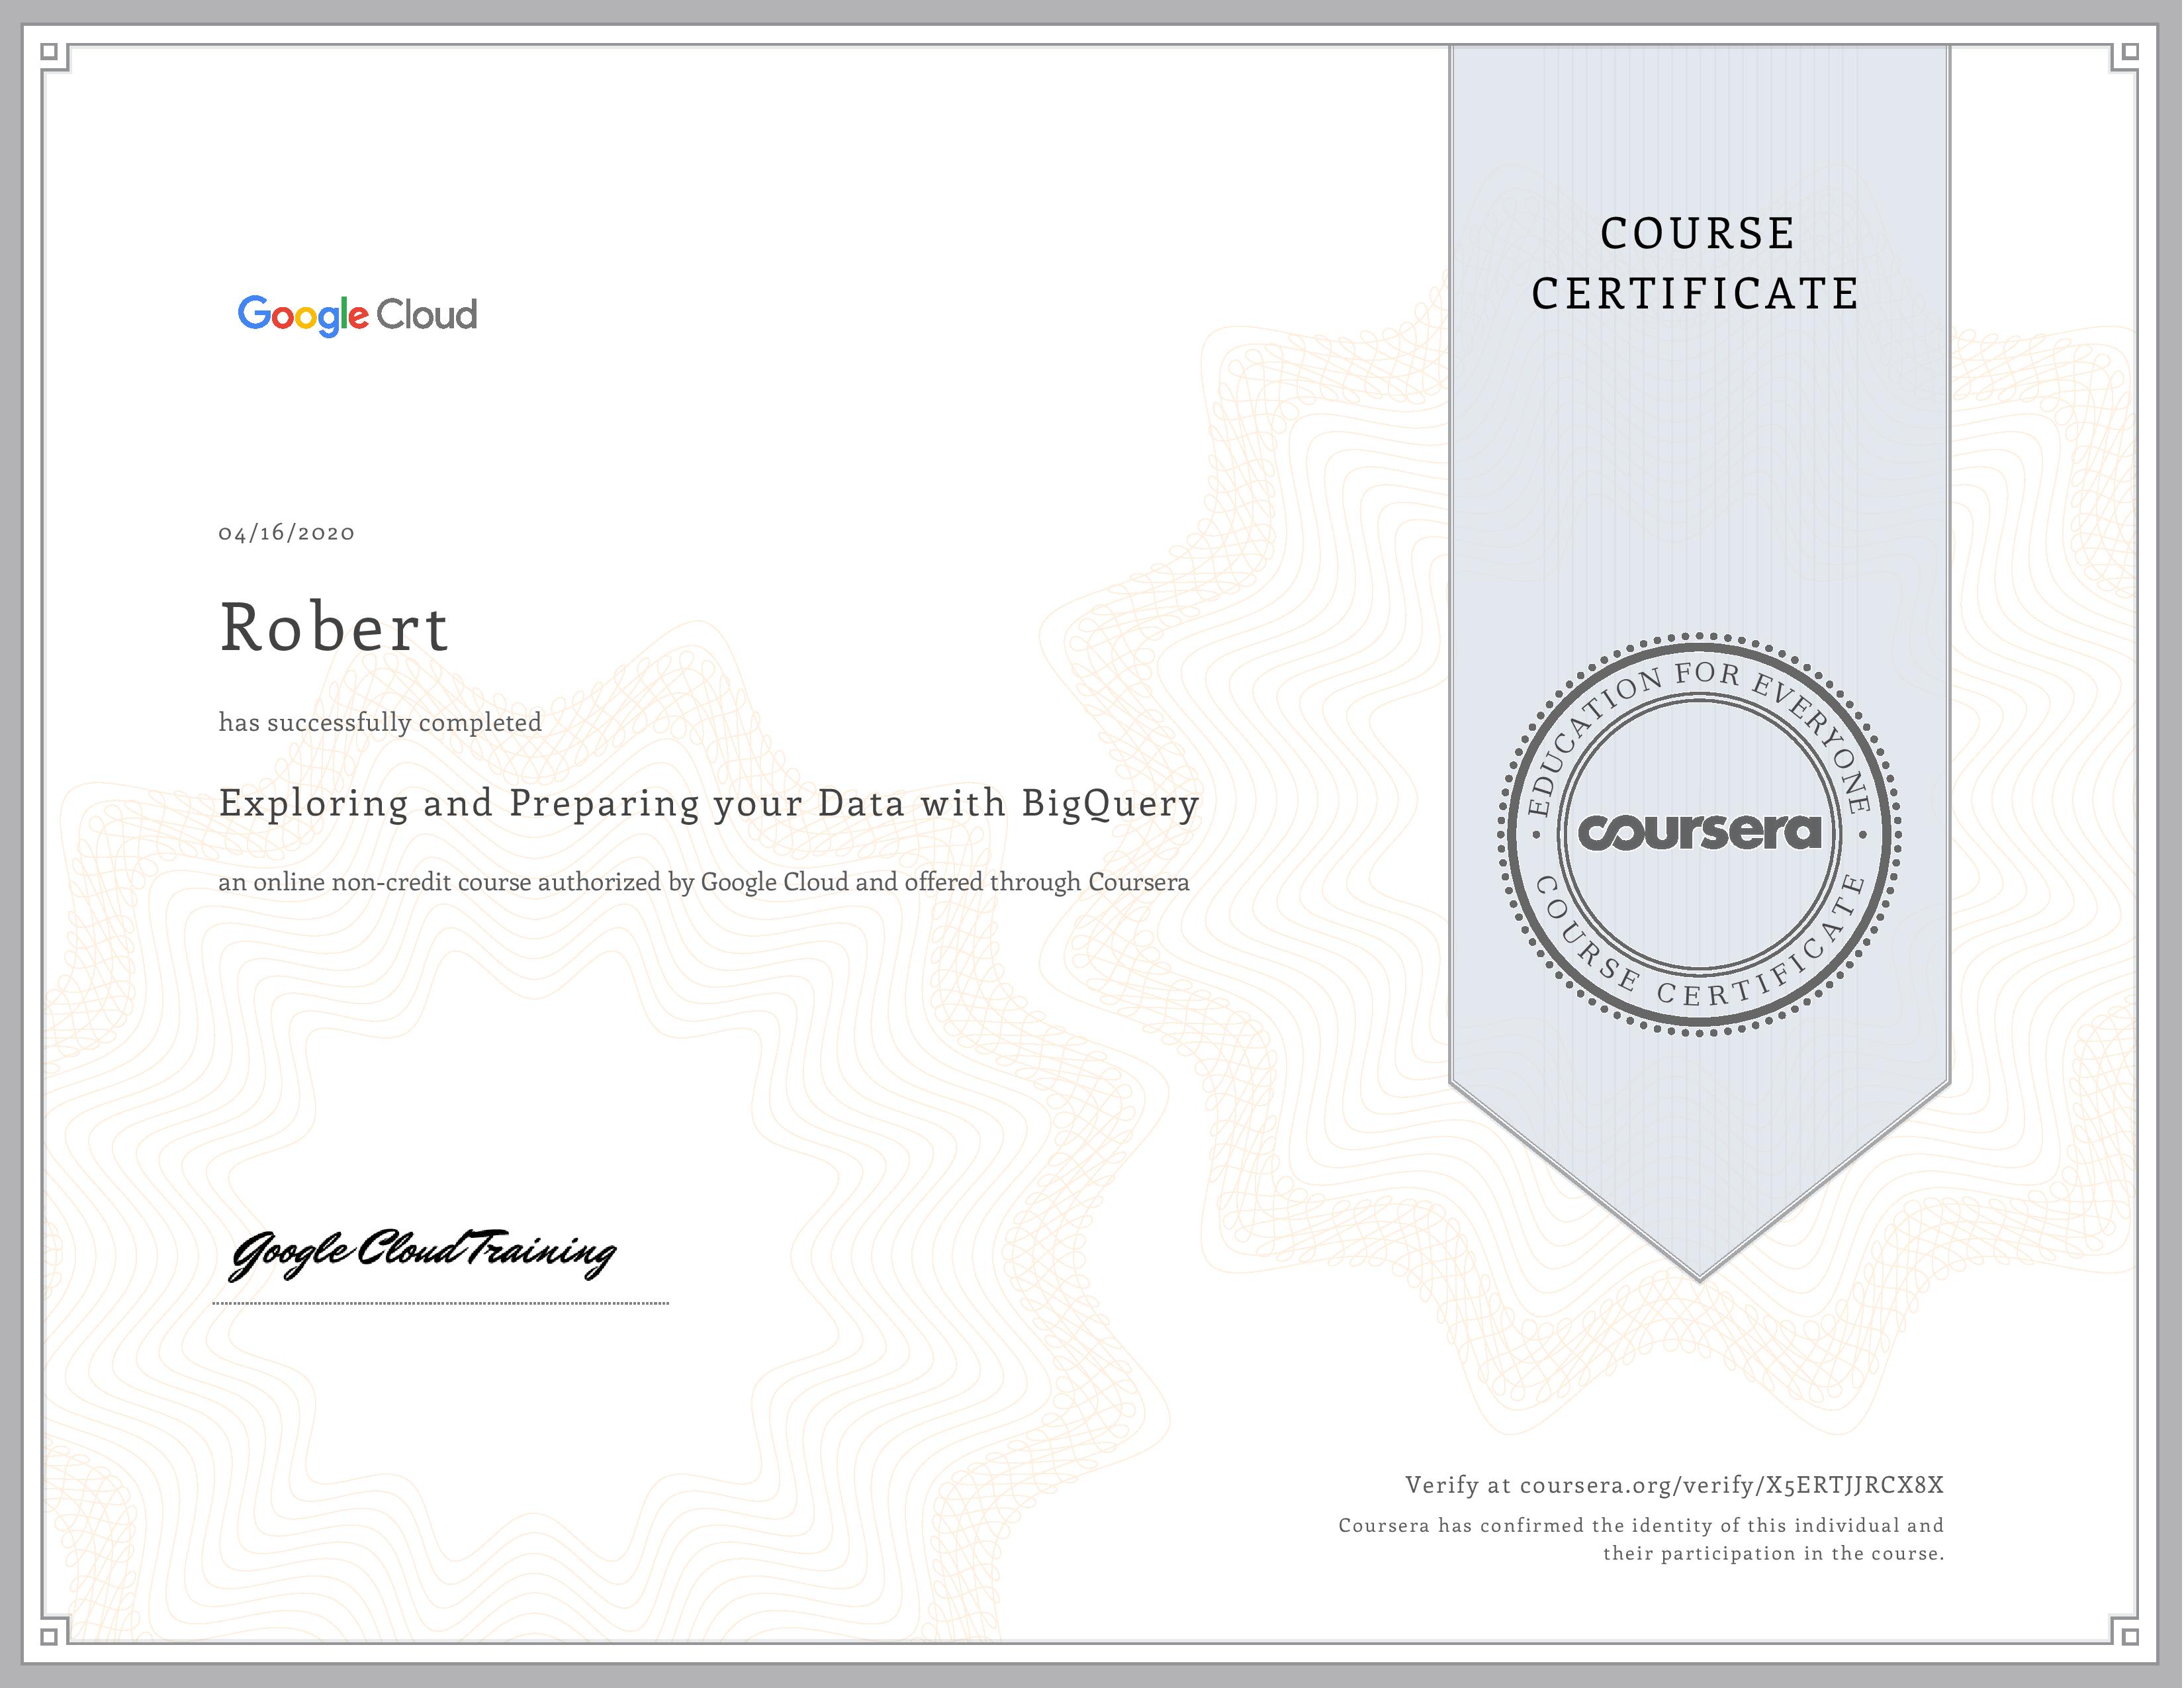 Google Cloud
COURSE
CERTIFICATE
04/16/2020
Robert
has successfully completed
Exploring and Preparing your Data with BigQuery
an online non-credit course authorized by Google Cloud and offered through Coursera
EDUCATION FOR EVERYONE
coursera
COURSE CERTIFICATE
Google Cloud Training
Verify at coursera.org/verify/X5ERTJJRCX8X
Coursera has confirmed the identity of this individual and
their participation in the course.